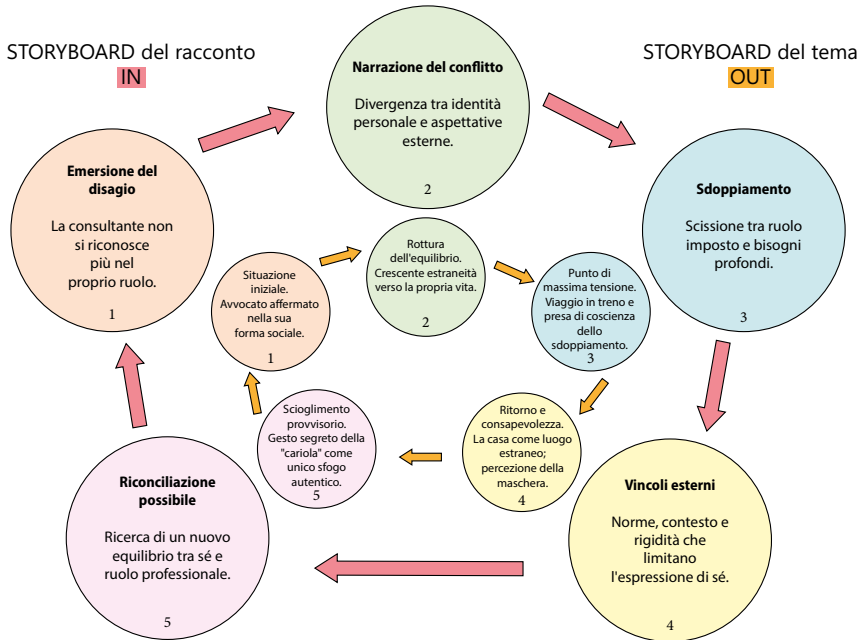 STORYBOARD del racconto
IN
STORYBOARD del tema
OUT
Emersione del
disagio
La consultante non
si riconosce
più nel
proprio ruolo.
1
Narrazione del conflitto
Divergenza tra identità
personale e aspettative
esterne.
2
Sdoppiamento
Scissione tra ruolo
imposto e bisogni
profondi.
3
Vincoli esterni
Norme, contesto e
rigidità che
limitano
l'espressione di sé.
4
Riconciliazione
possibile
Ricerca di un nuovo
equilibrio tra sé e
ruolo professionale.
5
Situazione
iniziale.
Avvocato affermato
nella sua
forma sociale.
1
Rottura
dell'equilibrio.
Crescente estraneità
verso la propria vita.
2
Punto di
massima tensione.
Viaggio in treno e
presa di coscienza
dello
sdoppiamento.
3
Ritorno e
consapevolezza.
La casa come luogo
estraneo;
percezione della
maschera.
4
Scioglimento
provvisorio.
Gesto segreto della
"cariola" come
unico sfogo
autentico.
5